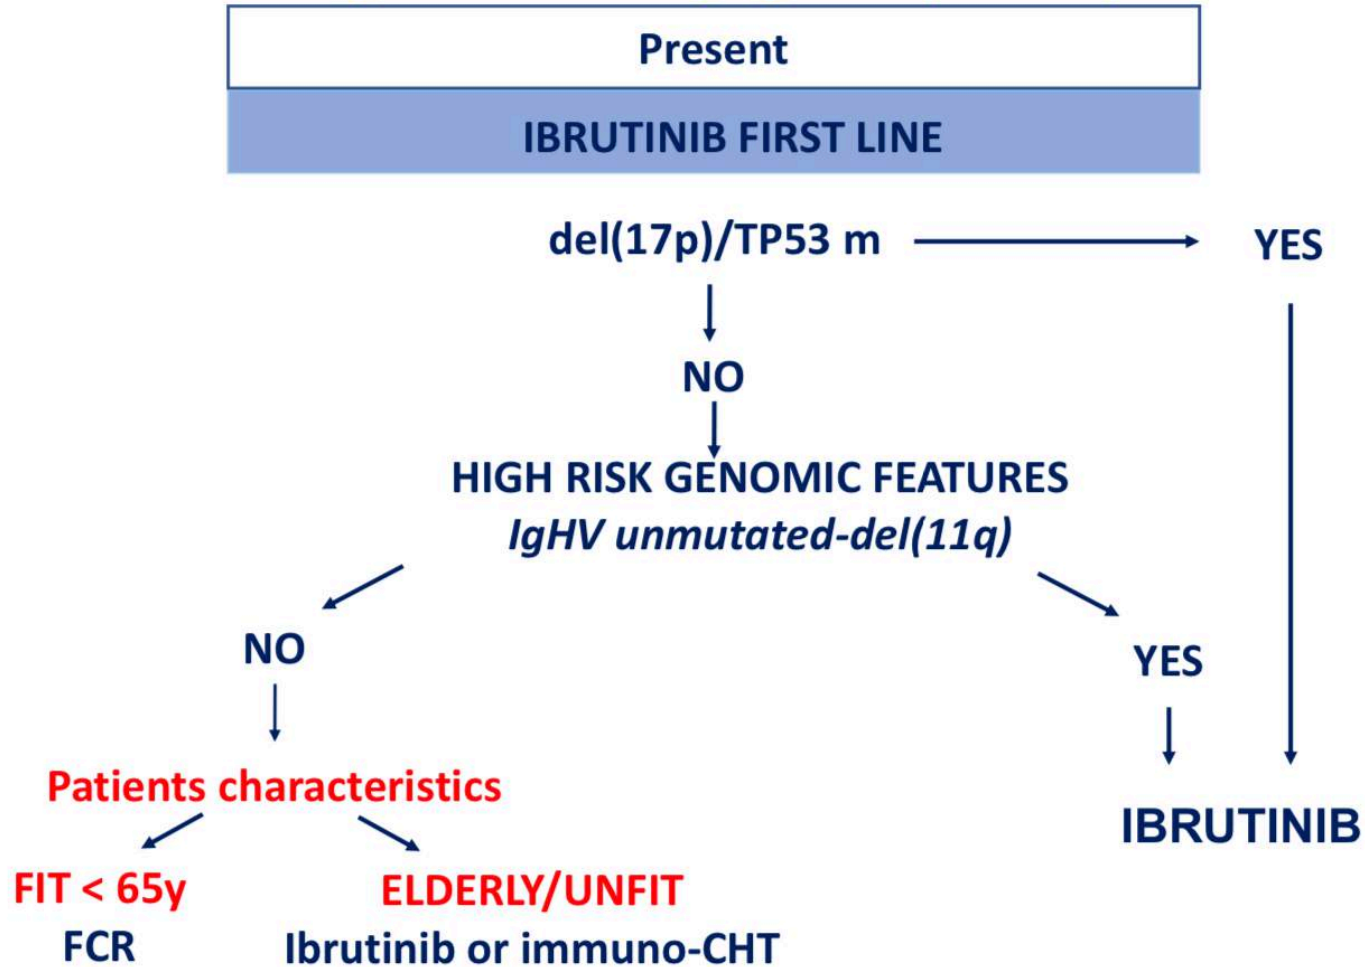 Present
IBRUTINIB FIRST LINE
del(17p)/TP53 m
YES
NO
HIGH RISK GENOMIC FEATURES
IgHV unmutated-del(11q)
NO
YES
Patients characteristics
IBRUTINIB
FIT < 65y
ELDERLY/UNFIT
FCR
Ibrutinib or immuno-CHT